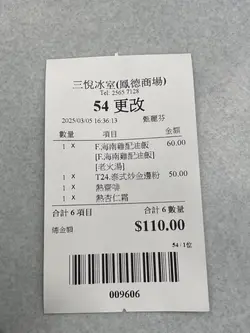 三悅冰室(鳳德商場)
Tel: 2565 7128
54 更改
2025/03/05 16:36:13
數量 項目 金額
1 x F.海南雞配油飯 60.00
[F.海南雞配油飯]
[老火湯]
1 x T24.泰式炒金邊粉 50.00
1 x 熱齋啡
1 x 熱杏仁霜
合計 6 項目 合計 6 數量
總金額 $110.00
54 / 1位
009606